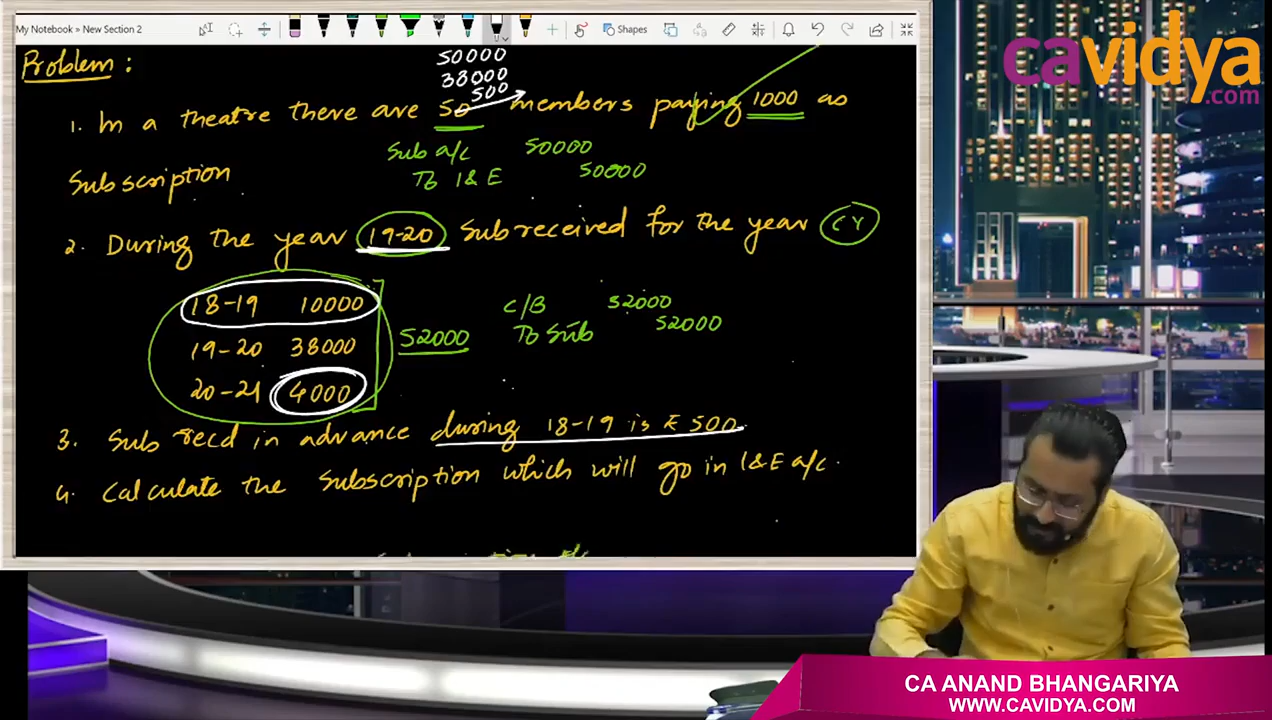 My Notebook » New Section 2
Shapes
cavidya
.com
Problem :
50000
38000
500
1. In a theatre there are 50 members paying 1000 as
Sub a/c 50000
Subscription
To I & E 50000
2. During the year 19-20 Sub received for the year CY
18-19 10000
C/B 52000
19-20 38000
52000
To Sub 52000
20-21 4000
3. Sub recd in advance during 18-19 is ₹ 500.
4. Calculate the Subscription which will go in I&E a/c.
CA ANAND BHANGARIYA
WWW.CAVIDYA.COM